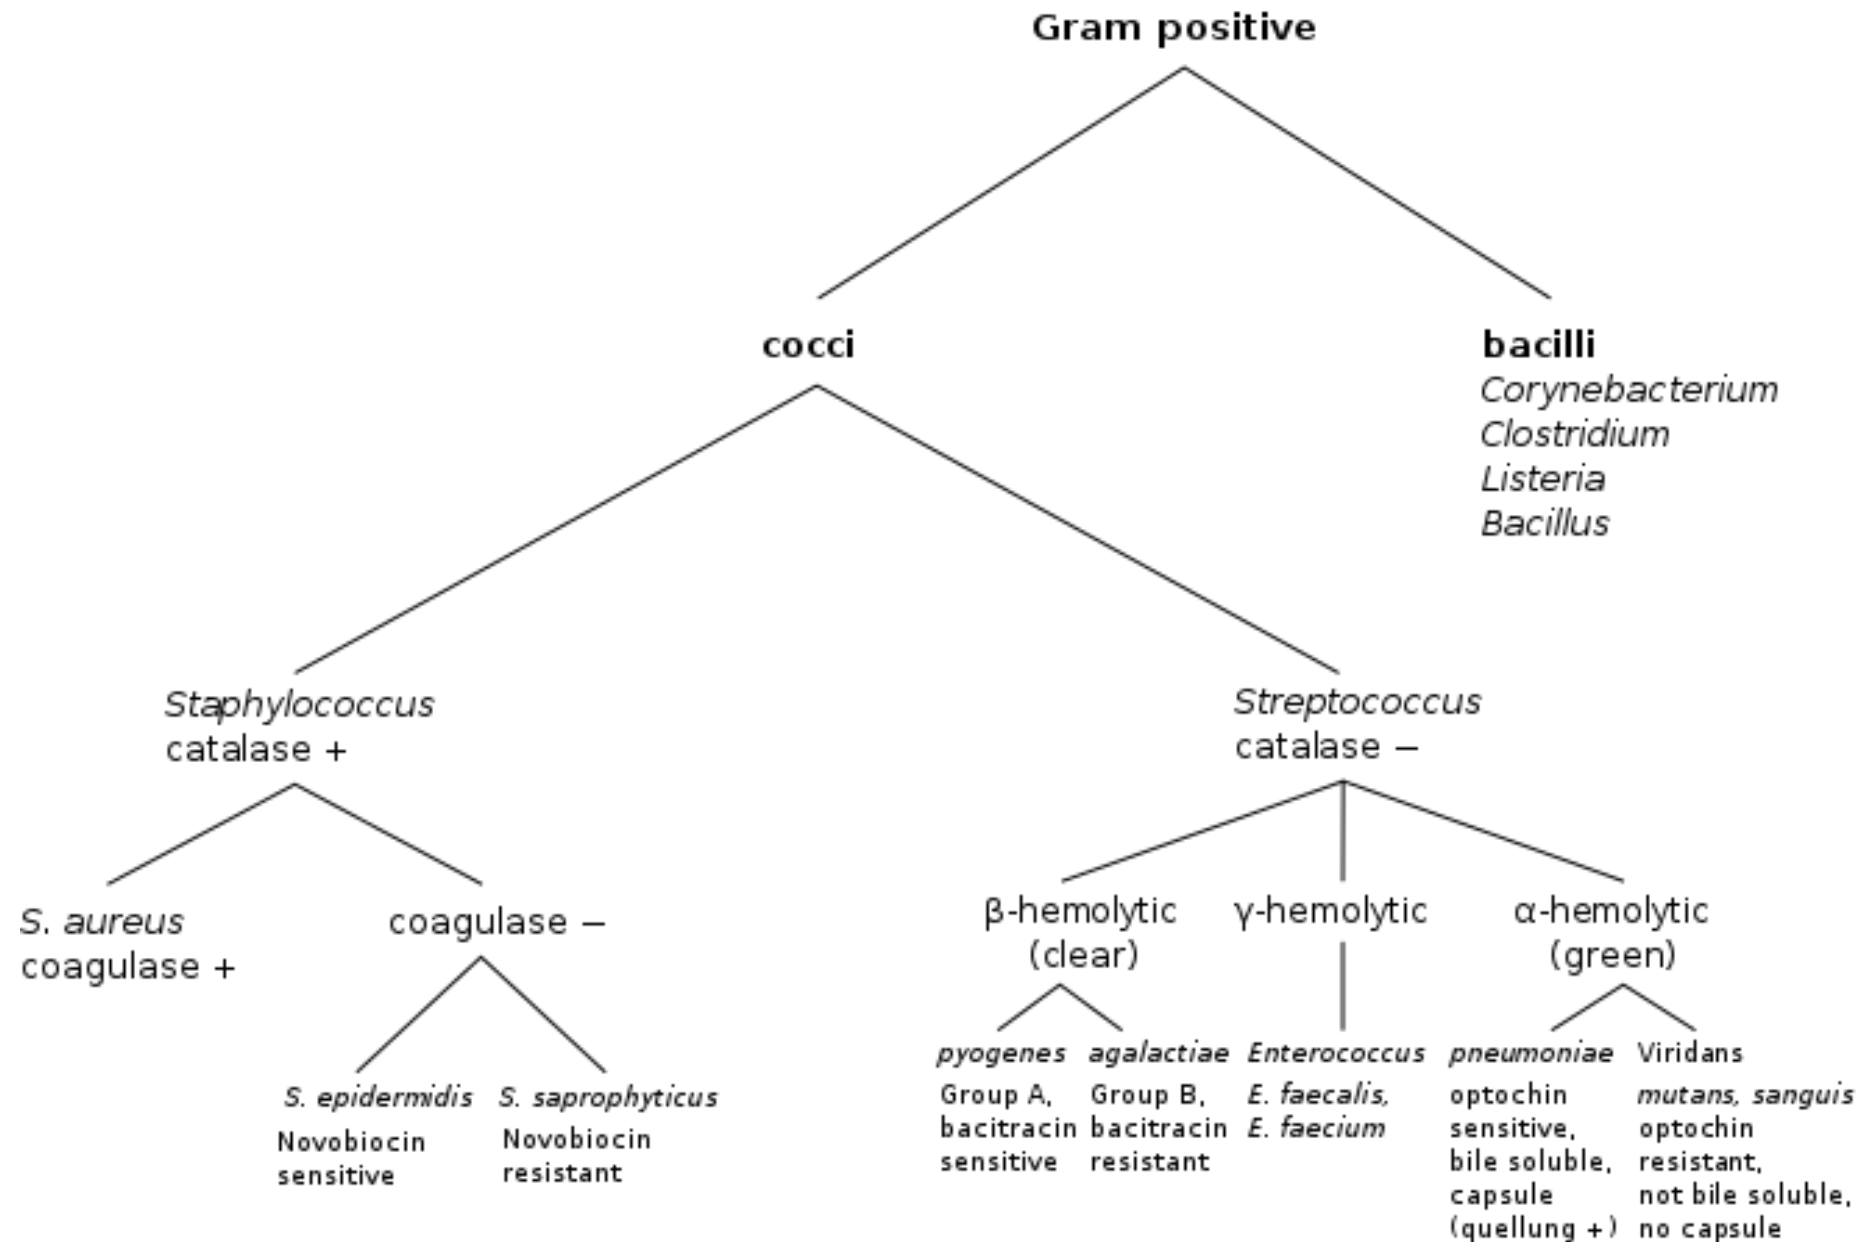 Gram positive
cocci
bacilli
Corynebacterium
Clostridium
Listeria
Bacillus
Staphylococcus
catalase +
Streptococcus
catalase −
S. aureus
coagulase +
coagulase −
S. epidermidis
Novobiocin
sensitive
S. saprophyticus
Novobiocin
resistant
β-hemolytic
(clear)
γ-hemolytic
α-hemolytic
(green)
pyogenes
Group A,
bacitracin
sensitive
agalactiae
Group B,
bacitracin
resistant
Enterococcus
E. faecalis,
E. faecium
pneumoniae
optochin
sensitive,
bile soluble,
capsule
(quellung +)
Viridans
mutans, sanguis
optochin
resistant,
not bile soluble,
no capsule